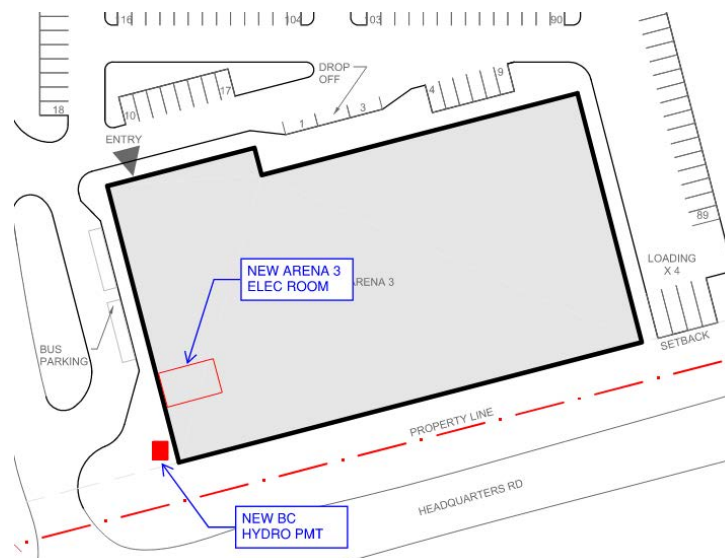 16
104
103
90
DROP
OFF
17
9
4
18
10
1
3
ENTRY
89
LOADING
X 4
NEW ARENA 3
ELEC ROOM
ARENA 3
BUS
PARKING
SETBACK
PROPERTY LINE
HEADQUARTERS RD
NEW BC
HYDRO PMT